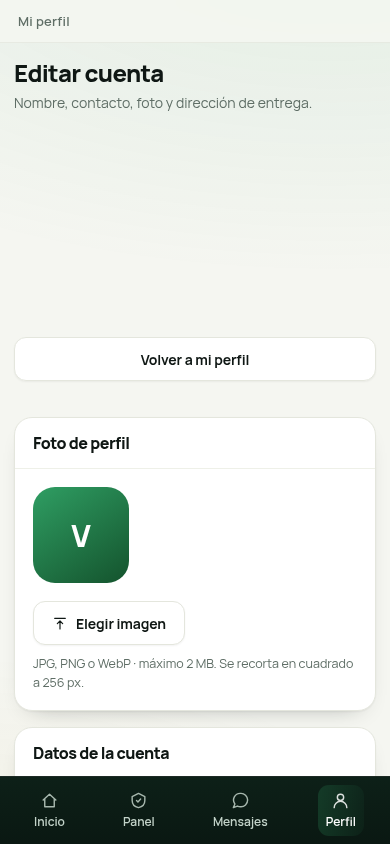 Mi perfil
Editar cuenta
Nombre, contacto, foto y dirección de entrega.
Volver a mi perfil
Foto de perfil
V
Elegir imagen
JPG, PNG o WebP · máximo 2 MB. Se recorta en cuadrado
a 256 px.
Datos de la cuenta
Inicio
Panel
Mensajes
Perfil